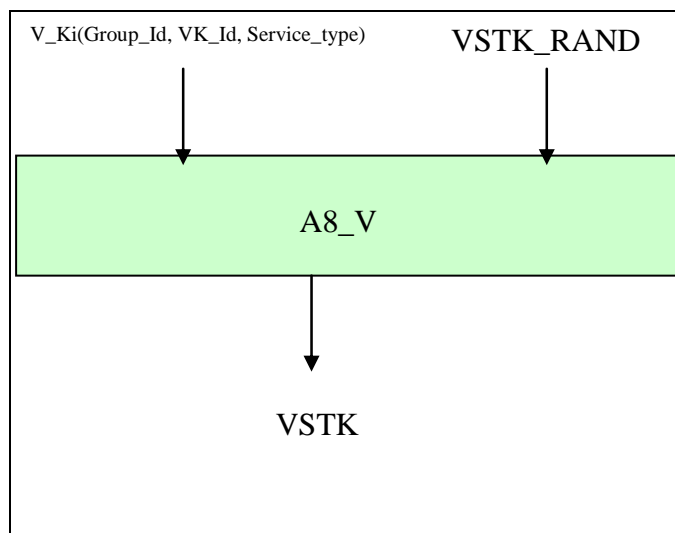 V_Ki(Group_Id, VK_Id, Service_type)
VSTK_RAND
A8_V
VSTK